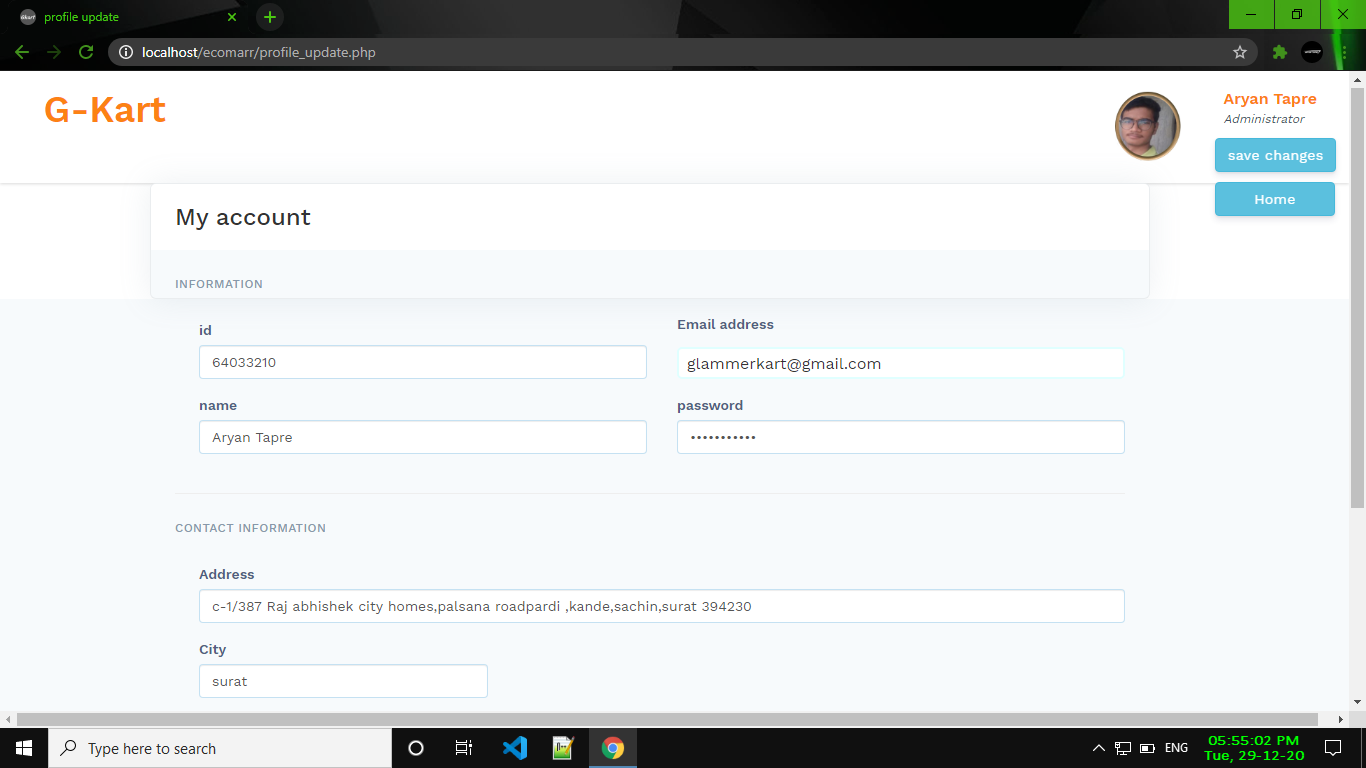 profile update
localhost/ecomarr/profile_update.php
G-Kart
Aryan Tapre
Administrator
save changes
Home
My account
INFORMATION
id
Email address
64033210
glammerkart@gmail.com
name
password
Aryan Tapre
•••••••••••
CONTACT INFORMATION
Address
c-1/387 Raj abhishek city homes,palsana roadpardi ,kande,sachin,surat 394230
City
surat
Type here to search
ENG
05:55:02 PM
Tue, 29-12-20